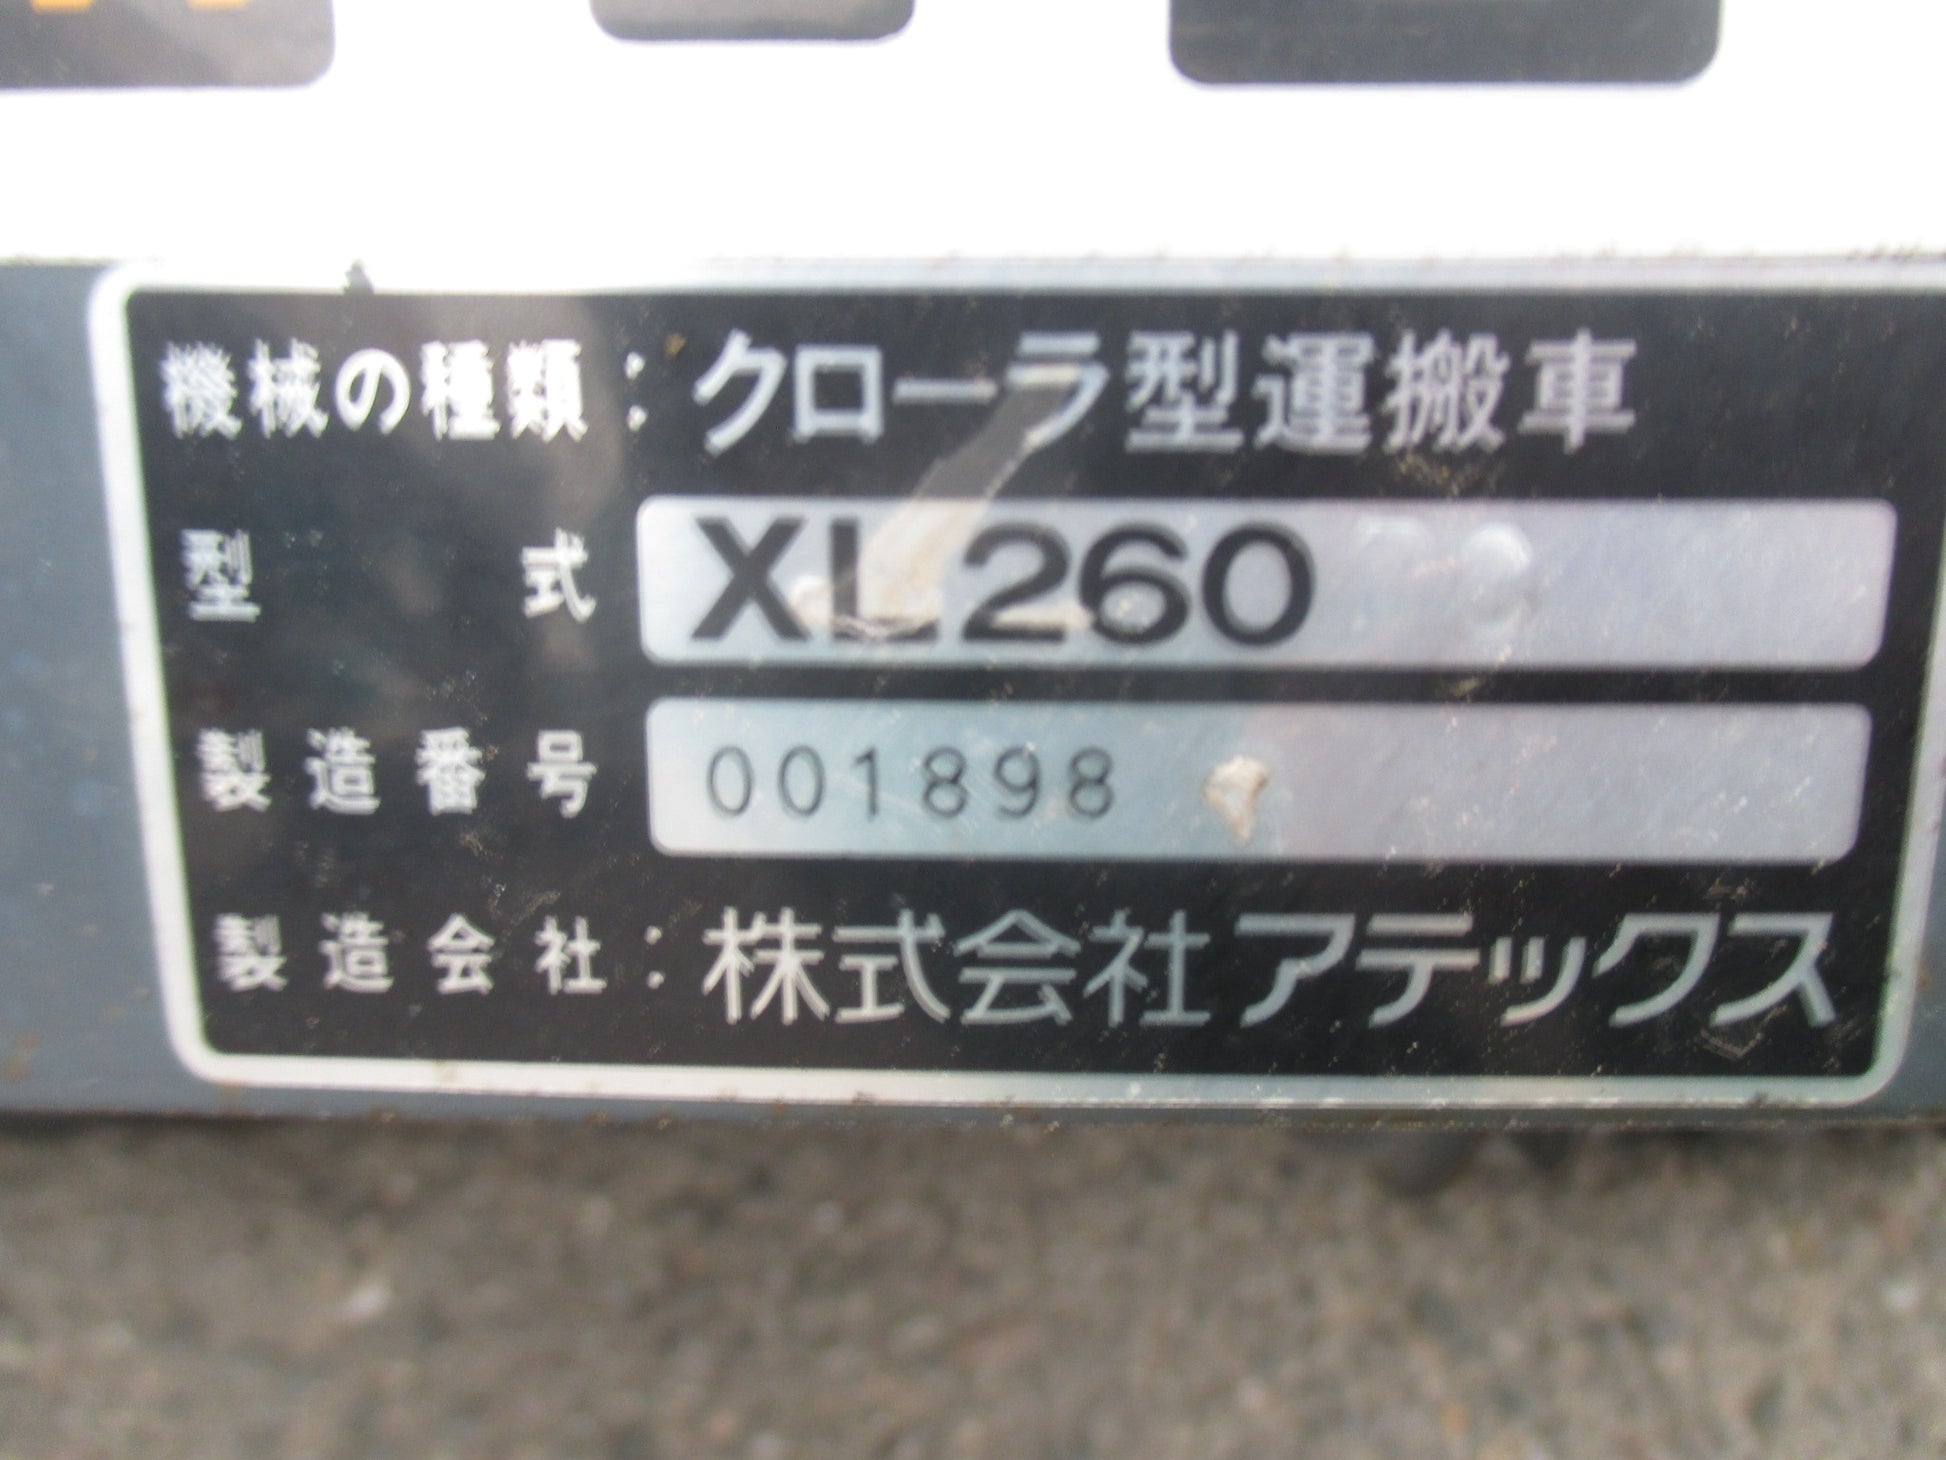 機械の種類：クローラ型運搬車
型式 XL260
製造番号 001898
製造会社：株式会社アテックス